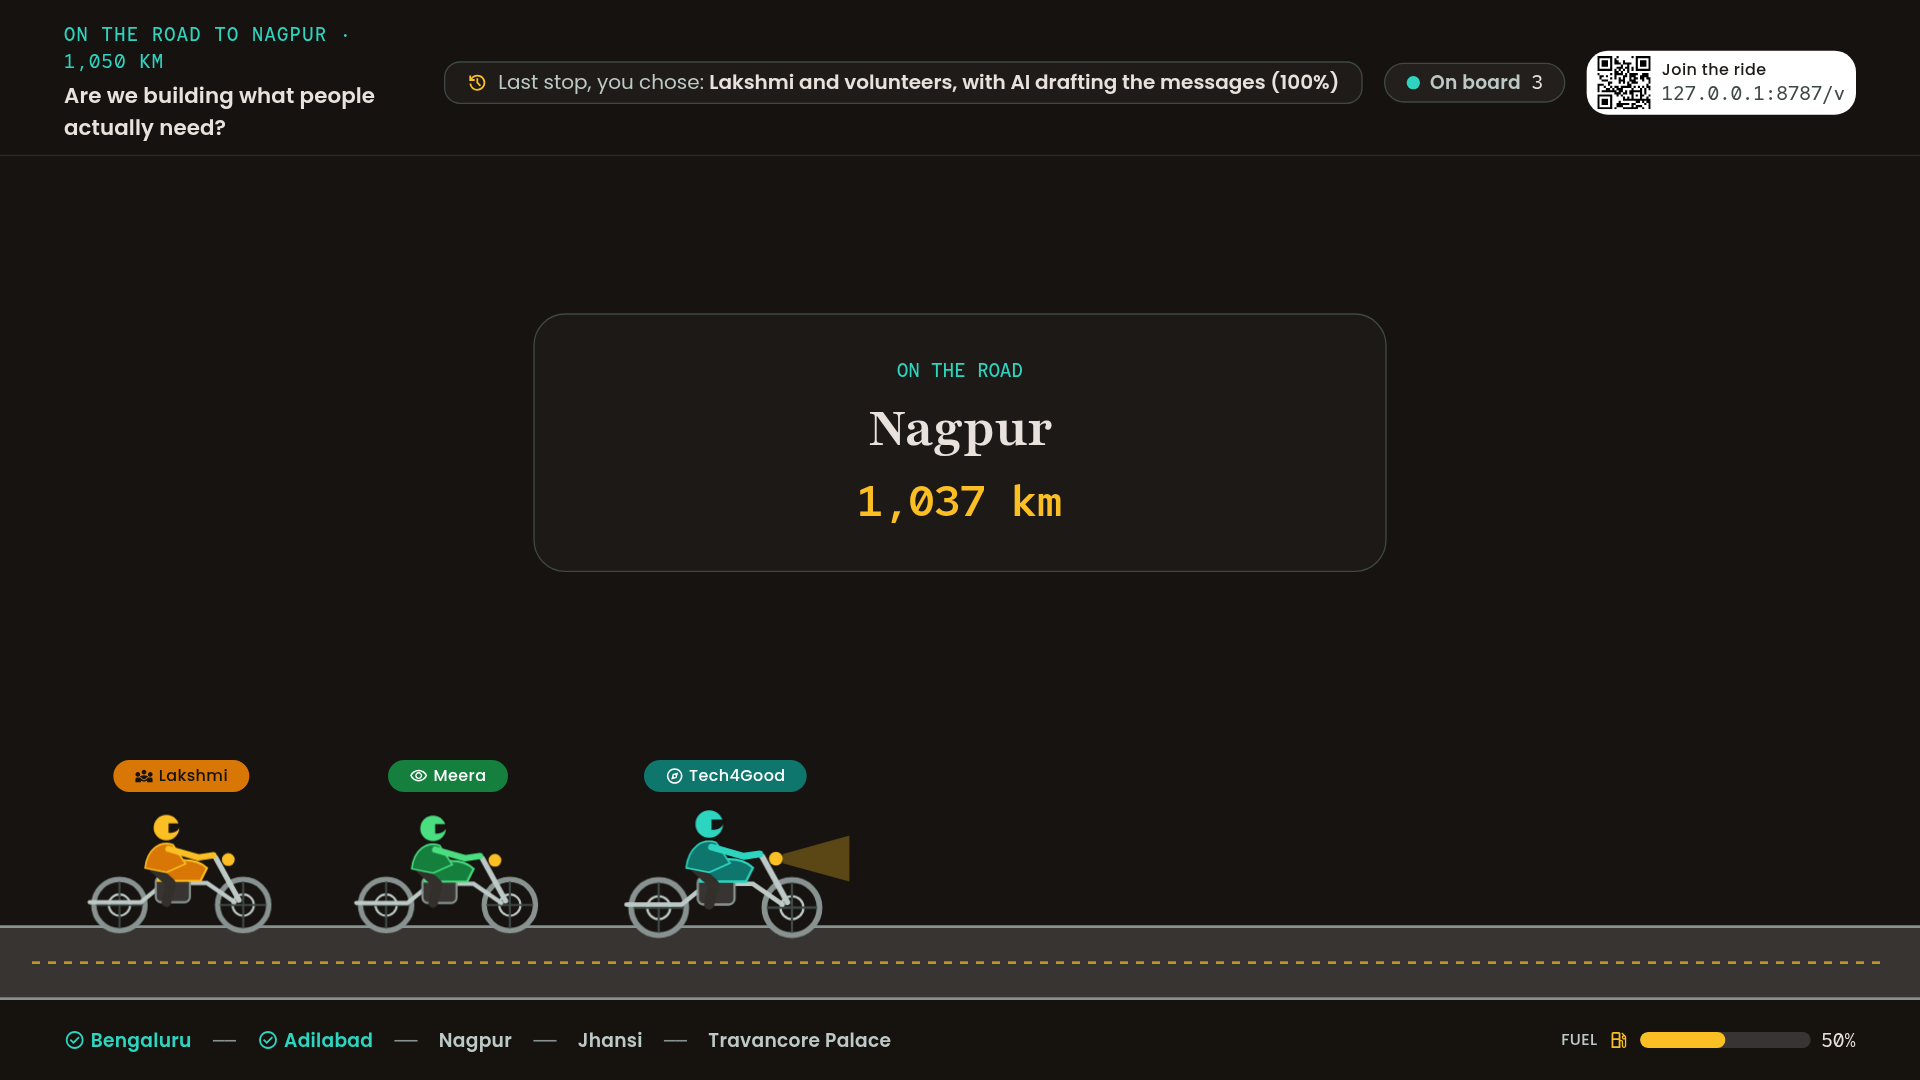 ON THE ROAD TO NAGPUR ·
1,050 KM
Are we building what people
actually need?
Last stop, you chose: Lakshmi and volunteers, with AI drafting the messages (100%)
On board 3
Join the ride
127.0.0.1:8787/v
ON THE ROAD
Nagpur
1,037 km
Lakshmi
Meera
Tech4Good
Bengaluru — Adilabad — Nagpur — Jhansi — Travancore Palace
FUEL 50%